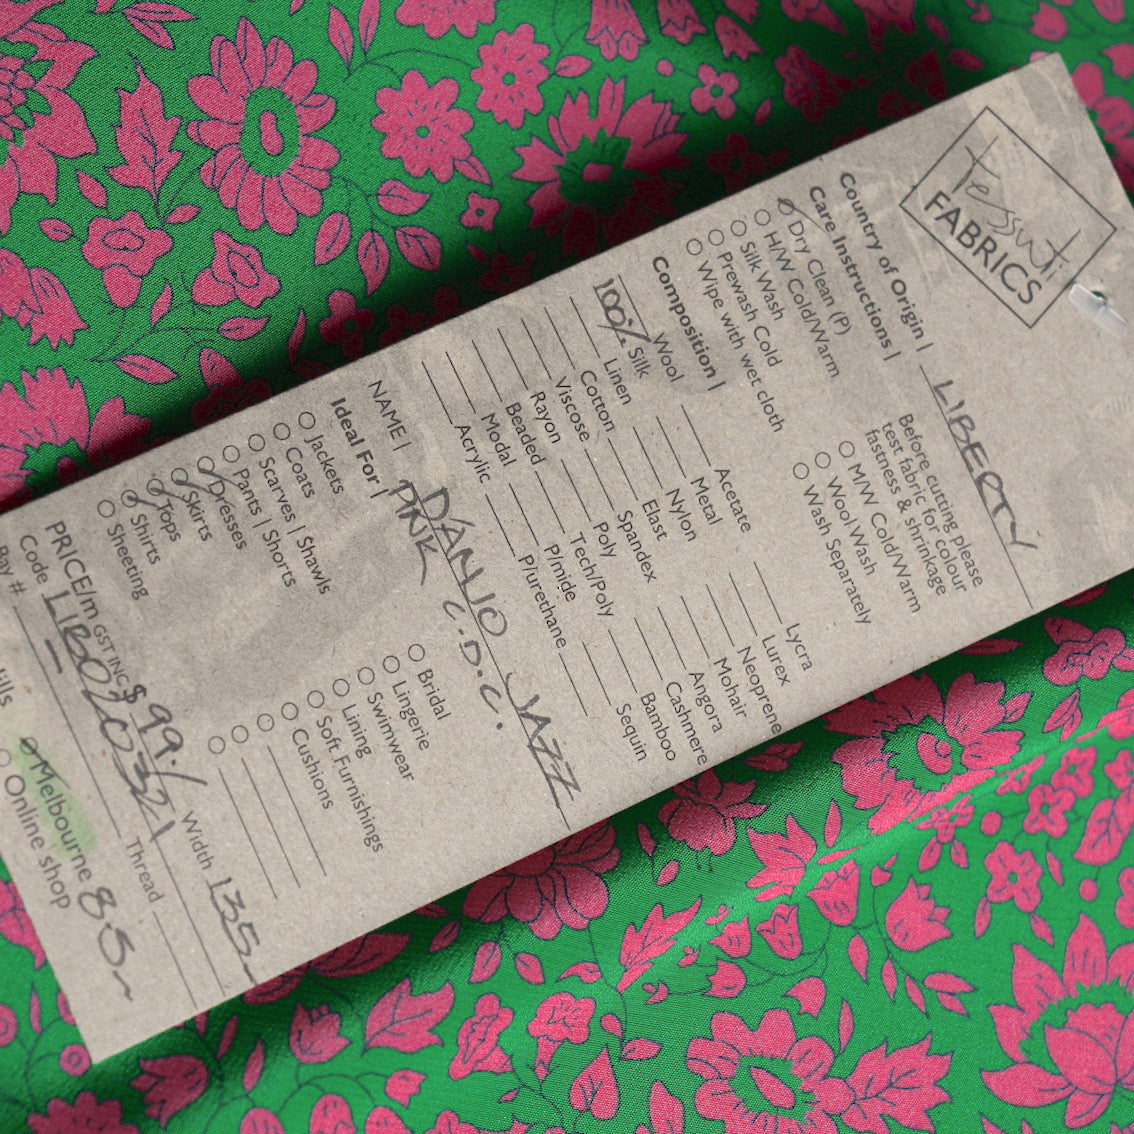 Tessuti
FABRICS
Country of Origin | LIBERTY
Care Instructions |
Before cutting please
test fabric for colour
fastness & shrinkage
Dry Clean (P)
H/W Cold/Warm
Silk Wash
Prewash Cold
Wipe with wet cloth
M/W Cold/Warm
Wool Wash
Wash Separately
Composition |
Wool
100% Silk
Linen
Cotton
Viscose
Rayon
Beaded
Modal
Acrylic
Acetate
Metal
Nylon
Elast
Spandex
Poly
Tech/Poly
P/mide
P/urethane
Lycra
Lurex
Neoprene
Mohair
Angora
Cashmere
Bamboo
Sequin
NAME | DANJO JAZZ
PINK C.D.C.
Ideal For |
Jackets
Coats
Scarves | Shawls
Pants | Shorts
Dresses
Skirts
Tops
Shirts
Sheeting
Bridal
Lingerie
Swimwear
Lining
Soft Furnishings
Cushions
PRICE/m GST INC $ 99./ Width 135
Code LIB02020321 Thread
Bay #
Melbourne 8.5m
Online shop